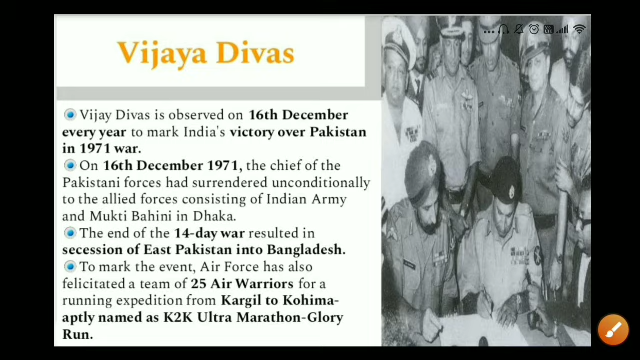 Vijaya Divas
Vijay Divas is observed on 16th December
every year to mark India's victory over Pakistan
in 1971 war.
On 16th December 1971, the chief of the
Pakistani forces had surrendered unconditionally
to the allied forces consisting of Indian Army
and Mukti Bahini in Dhaka.
The end of the 14-day war resulted in
secession of East Pakistan into Bangladesh.
To mark the event, Air Force has also
felicitated a team of 25 Air Warriors for a
running expedition from Kargil to Kohima-
aptly named as K2K Ultra Marathon-Glory
Run.